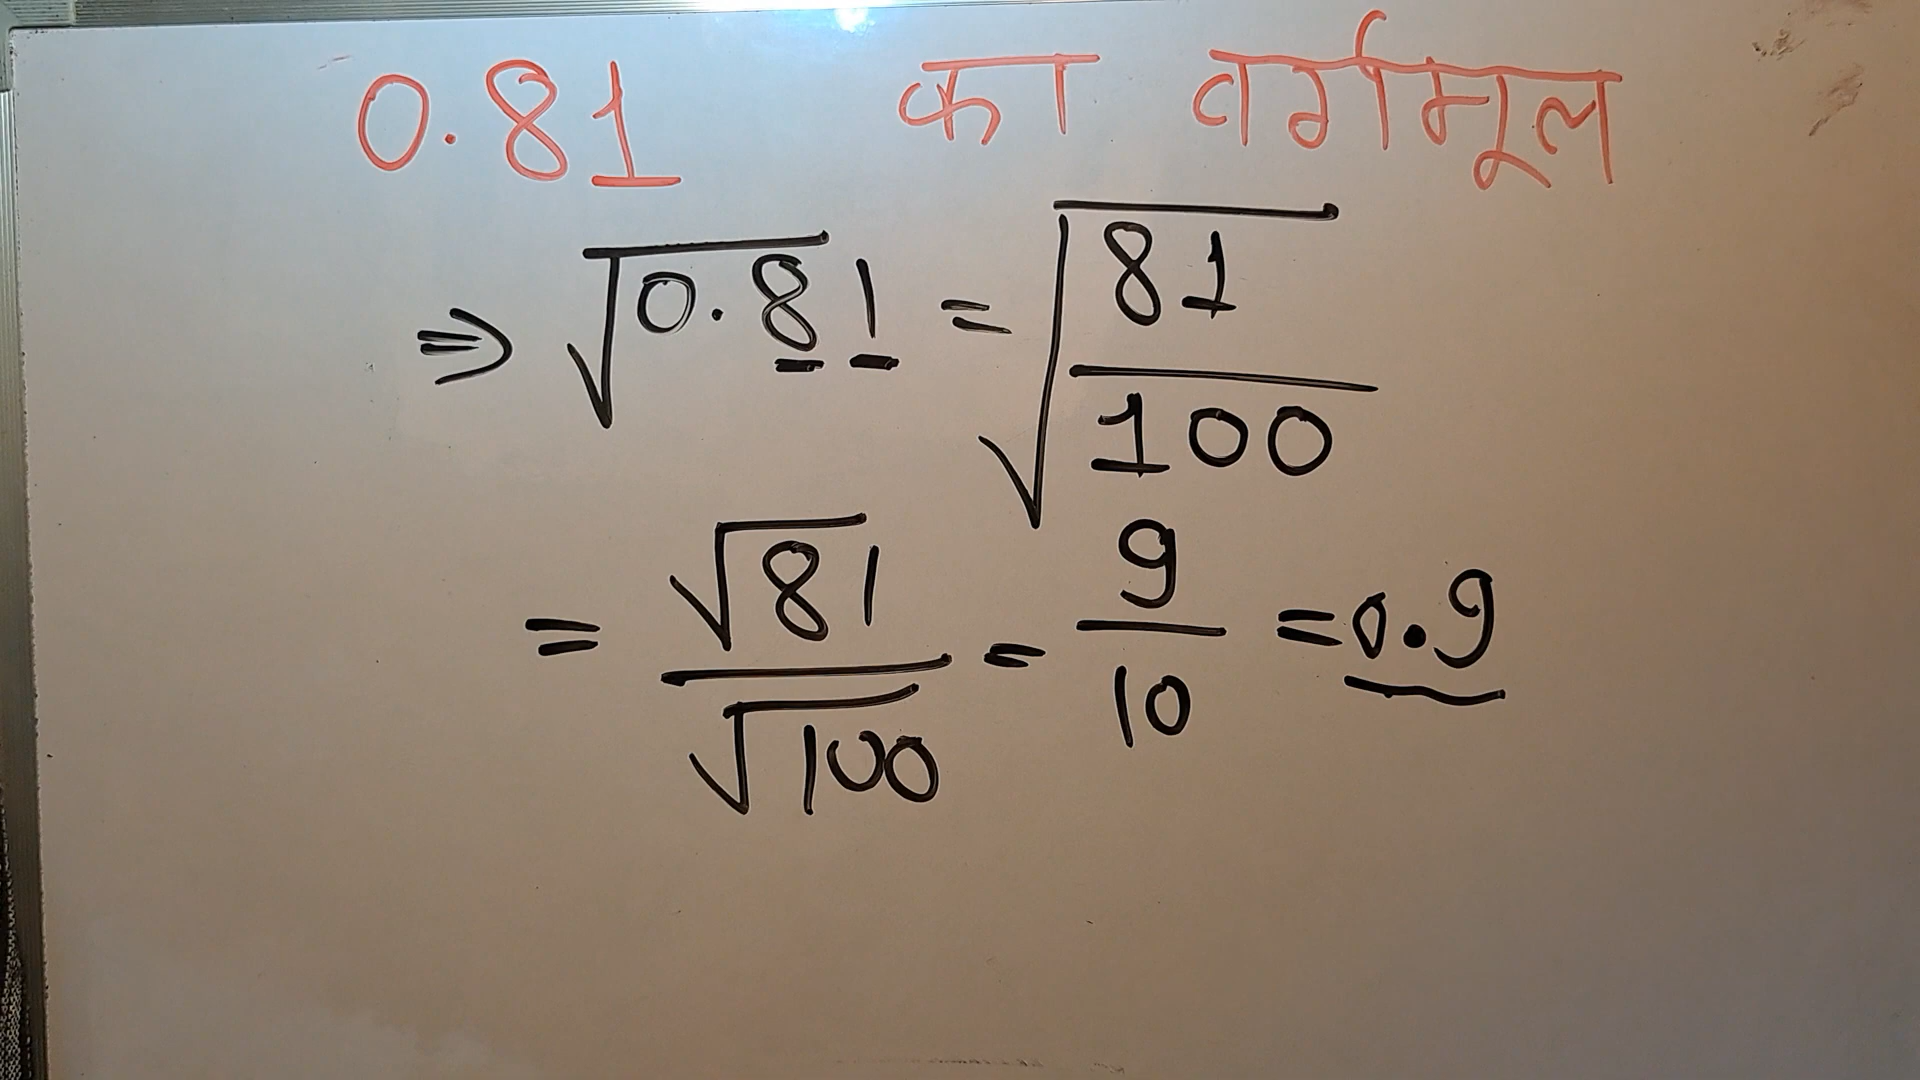 0.81 का वर्गमूल
⇒ √0.81 = √81/100
= √81/√100 = 9/10 = 0.9